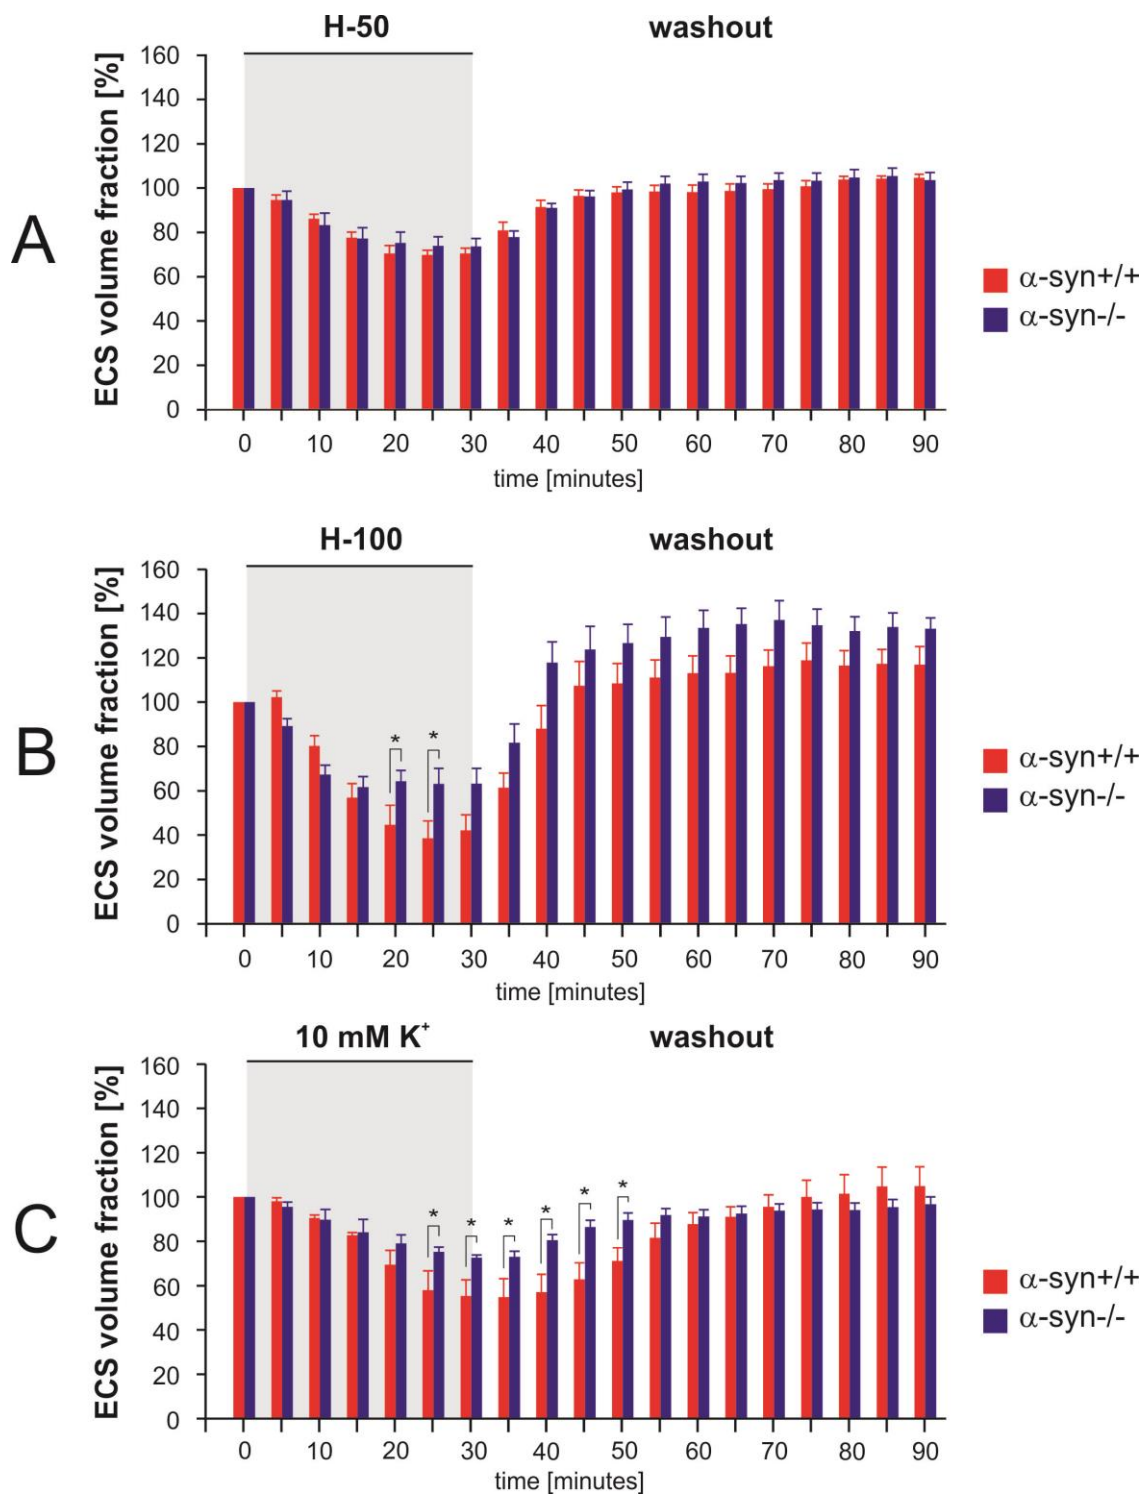 H-50 washout
A
ECS volume fraction [%]
160
140
120
100
80
60
40
20
0
0 10 20 30 40 50 60 70 80 90
time [minutes]
α-syn+/+
α-syn-/-
H-100 washout
B
ECS volume fraction [%]
160
140
120
100
80
60
40
20
0
* *
0 10 20 30 40 50 60 70 80 90
time [minutes]
α-syn+/+
α-syn-/-
10 mM K⁺ washout
C
ECS volume fraction [%]
160
140
120
100
80
60
40
20
0
* * * * * *
0 10 20 30 40 50 60 70 80 90
time [minutes]
α-syn+/+
α-syn-/-